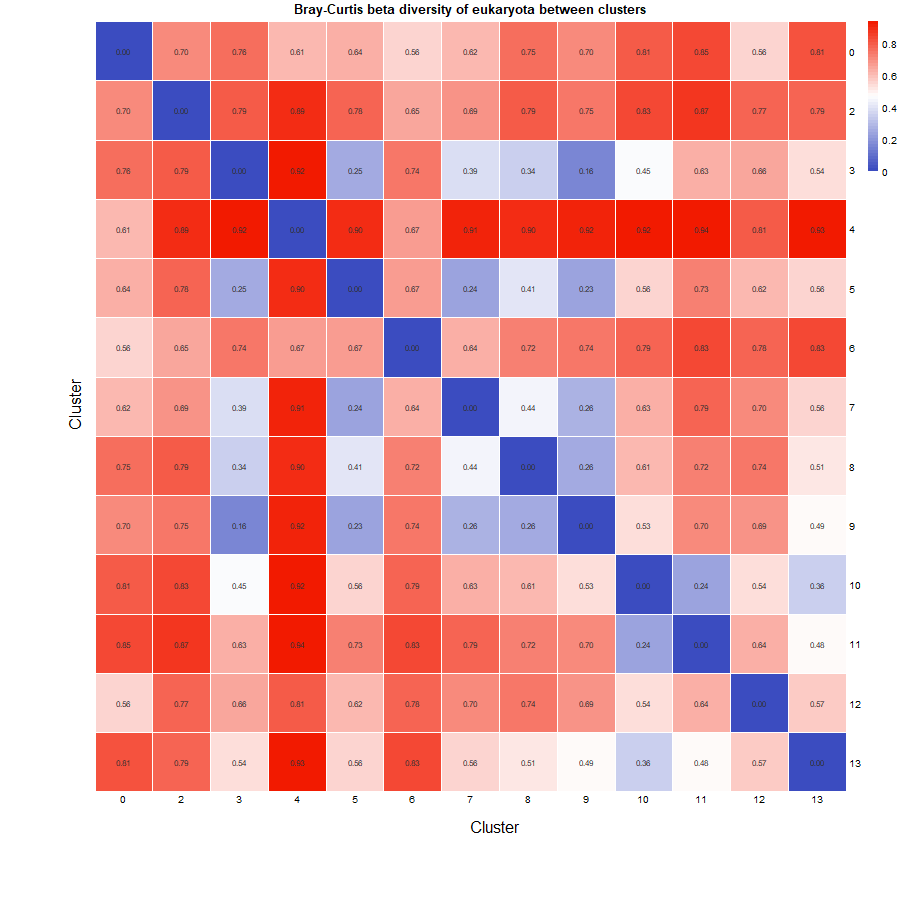 Bray-Curtis beta diversity of eukaryota between clusters
0.00 0.70 0.76 0.61 0.64 0.56 0.62 0.75 0.70 0.81 0.85 0.56 0.81 0
0.70 0.00 0.79 0.89 0.78 0.65 0.69 0.79 0.75 0.83 0.87 0.77 0.79 2
0.76 0.79 0.00 0.92 0.25 0.74 0.39 0.34 0.16 0.45 0.63 0.66 0.54 3
0.61 0.89 0.92 0.00 0.90 0.67 0.91 0.90 0.92 0.92 0.94 0.81 0.93 4
0.64 0.78 0.25 0.90 0.00 0.67 0.24 0.41 0.23 0.56 0.73 0.62 0.56 5
0.56 0.65 0.74 0.67 0.67 0.00 0.64 0.72 0.74 0.79 0.83 0.78 0.83 6
0.62 0.69 0.39 0.91 0.24 0.64 0.00 0.44 0.26 0.63 0.79 0.70 0.56 7
0.75 0.79 0.34 0.90 0.41 0.72 0.44 0.00 0.26 0.61 0.72 0.74 0.51 8
0.70 0.75 0.16 0.92 0.23 0.74 0.26 0.26 0.00 0.53 0.70 0.69 0.49 9
0.81 0.83 0.45 0.92 0.56 0.79 0.63 0.61 0.53 0.00 0.24 0.54 0.36 10
0.85 0.87 0.63 0.94 0.73 0.83 0.79 0.72 0.70 0.24 0.00 0.64 0.48 11
0.56 0.77 0.66 0.81 0.62 0.78 0.70 0.74 0.69 0.54 0.64 0.00 0.57 12
0.81 0.79 0.54 0.93 0.56 0.83 0.56 0.51 0.49 0.36 0.48 0.57 0.00 13
0 2 3 4 5 6 7 8 9 10 11 12 13
Cluster
Cluster
0.8
0.6
0.4
0.2
0